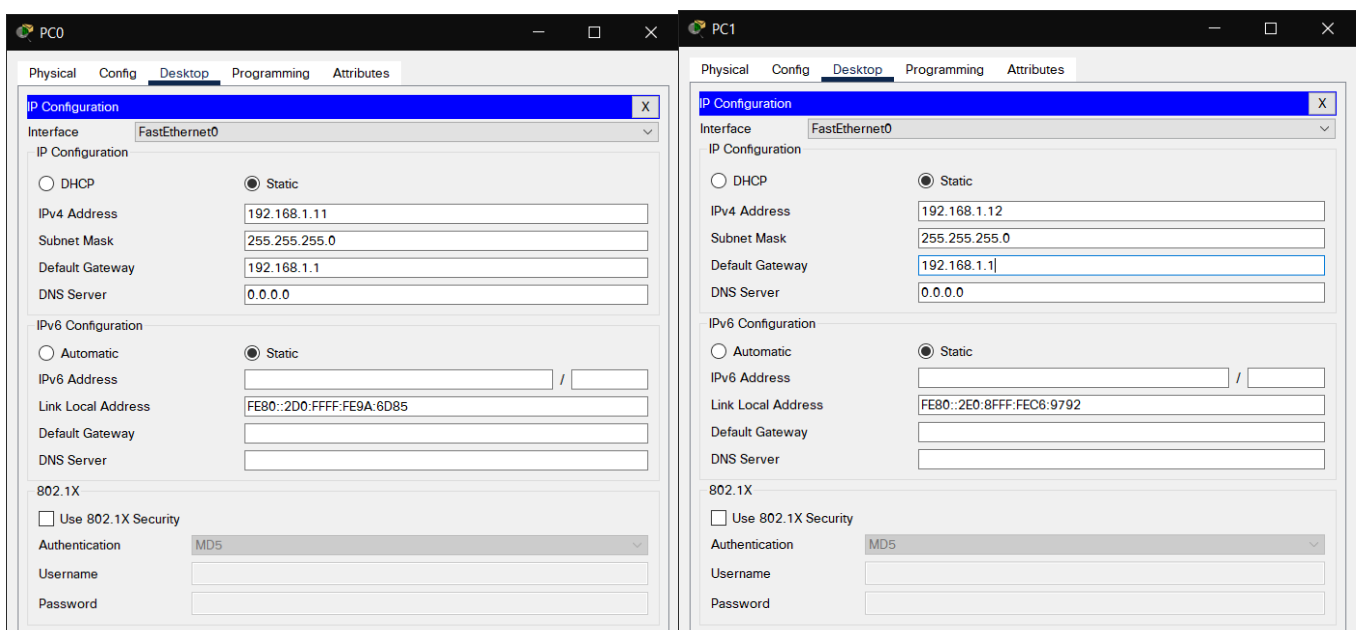 PC0
Physical Config Desktop Programming Attributes
IP Configuration X
Interface FastEthernet0
IP Configuration
DHCP Static
IPv4 Address 192.168.1.11
Subnet Mask 255.255.255.0
Default Gateway 192.168.1.1
DNS Server 0.0.0.0
IPv6 Configuration
Automatic Static
IPv6 Address /
Link Local Address FE80::2D0:FFFF:FE9A:6D85
Default Gateway
DNS Server
802.1X
Use 802.1X Security
Authentication MD5
Username
Password
PC1
Physical Config Desktop Programming Attributes
IP Configuration X
Interface FastEthernet0
IP Configuration
DHCP Static
IPv4 Address 192.168.1.12
Subnet Mask 255.255.255.0
Default Gateway 192.168.1.1
DNS Server 0.0.0.0
IPv6 Configuration
Automatic Static
IPv6 Address /
Link Local Address FE80::2E0:8FFF:FEC6:9792
Default Gateway
DNS Server
802.1X
Use 802.1X Security
Authentication MD5
Username
Password